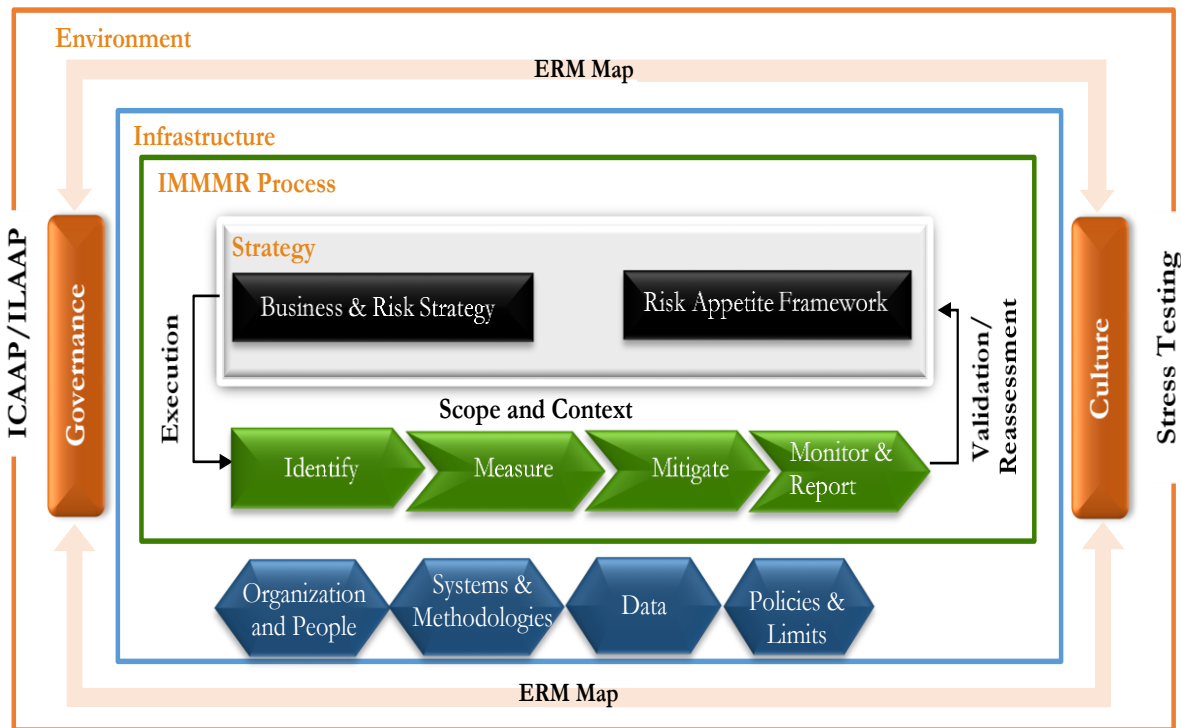 Environment
ERM Map
Infrastructure
IMMMR Process
Strategy
Business & Risk Strategy
Risk Appetite Framework
ICAAP/ILAAP
Governance
Execution
Validation/
Reassessment
Culture
Stress Testing
Scope and Context
Identify
Measure
Mitigate
Monitor &
Report
Organization
and People
Systems &
Methodologies
Data
Policies &
Limits
ERM Map